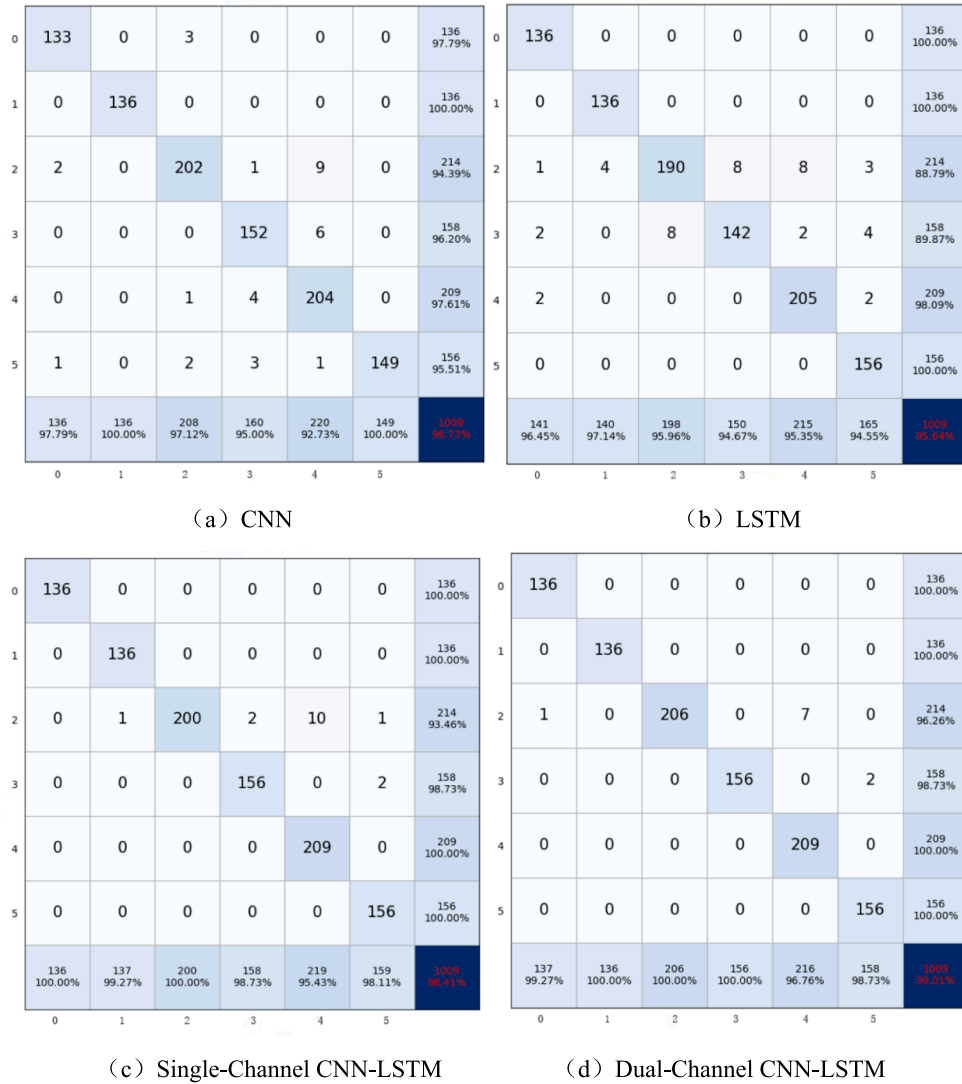 0 133 0 3 0 0 0 136
97.79%
1 0 136 0 0 0 0 136
100.00%
2 2 0 202 1 9 0 214
94.39%
3 0 0 0 152 6 0 158
96.20%
4 0 0 1 4 204 0 209
97.61%
5 1 0 2 3 1 149 156
95.51%
136 136 208 160 220 149 1009
97.79% 100.00% 97.12% 95.00% 92.73% 100.00% 96.73%
0 1 2 3 4 5
(a) CNN
0 136 0 0 0 0 0 136
100.00%
1 0 136 0 0 0 0 136
100.00%
2 1 4 190 8 8 3 214
88.79%
3 2 0 8 142 2 4 158
89.87%
4 2 0 0 0 205 2 209
98.09%
5 0 0 0 0 0 156 156
100.00%
141 140 198 150 215 165 1009
96.45% 97.14% 95.96% 94.67% 95.35% 94.55% 95.64%
0 1 2 3 4 5
(b) LSTM
0 136 0 0 0 0 0 136
100.00%
1 0 136 0 0 0 0 136
100.00%
2 0 1 200 2 10 1 214
93.46%
3 0 0 0 156 0 2 158
98.73%
4 0 0 0 0 209 0 209
100.00%
5 0 0 0 0 0 156 156
100.00%
136 137 200 158 219 159 1009
100.00% 99.27% 100.00% 98.73% 95.43% 98.11% 98.41%
0 1 2 3 4 5
(c) Single-Channel CNN-LSTM
0 136 0 0 0 0 0 136
100.00%
1 0 136 0 0 0 0 136
100.00%
2 1 0 206 0 7 0 214
96.26%
3 0 0 0 156 0 2 158
98.73%
4 0 0 0 0 209 0 209
100.00%
5 0 0 0 0 0 156 156
100.00%
137 136 206 156 216 158 1009
99.27% 100.00% 100.00% 100.00% 96.76% 98.73% 99.01%
0 1 2 3 4 5
(d) Dual-Channel CNN-LSTM